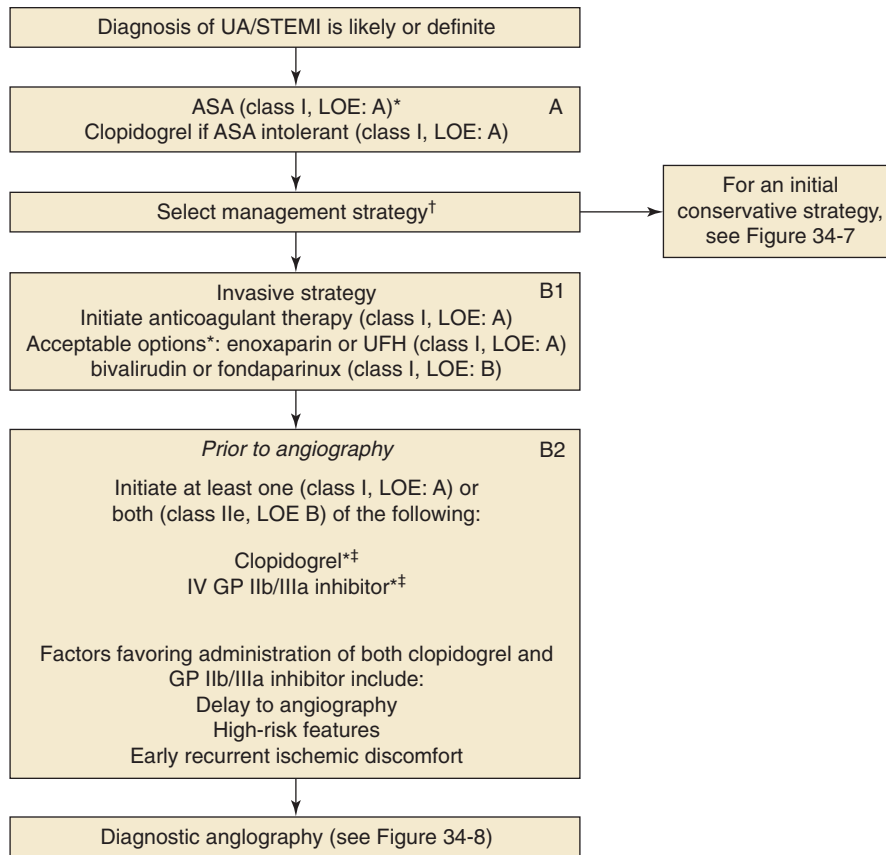 Diagnosis of UA/STEMI is likely or definite
A
ASA (class I, LOE: A)*
Clopidogrel if ASA intolerant (class I, LOE: A)
Select management strategy†
For an initial
conservative strategy,
see Figure 34-7
B1
Invasive strategy
Initiate anticoagulant therapy (class I, LOE: A)
Acceptable options*: enoxaparin or UFH (class I, LOE: A)
bivalirudin or fondaparinux (class I, LOE: B)
B2
Prior to angiography
Initiate at least one (class I, LOE: A) or
both (class IIe, LOE B) of the following:
Clopidogrel*‡
IV GP IIb/IIIa inhibitor*‡
Factors favoring administration of both clopidogrel and
GP IIb/IIIa inhibitor include:
Delay to angiography
High-risk features
Early recurrent ischemic discomfort
Diagnostic anglography (see Figure 34-8)